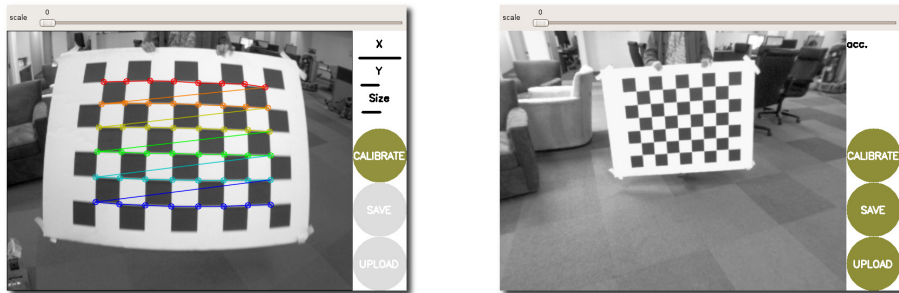 scale
0
X
Y
Size
CALIBRATE
SAVE
UPLOAD
scale
0
acc.
CALIBRATE
SAVE
UPLOAD